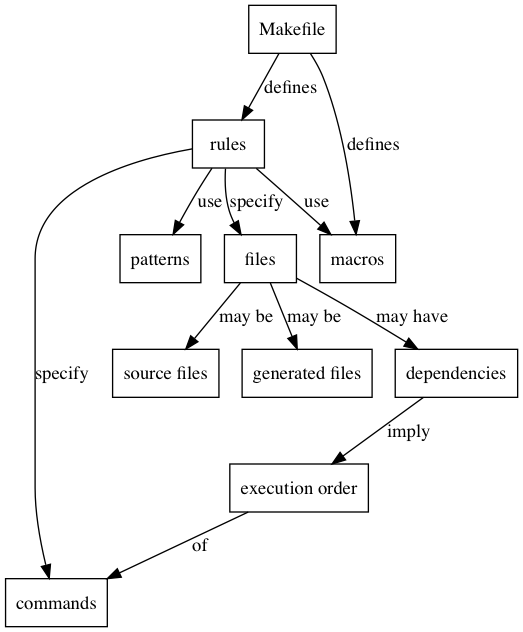 Makefile
defines
rules
defines
use
specify
use
patterns
files
macros
may be
may be
may have
specify
source files
generated files
dependencies
imply
execution order
of
commands